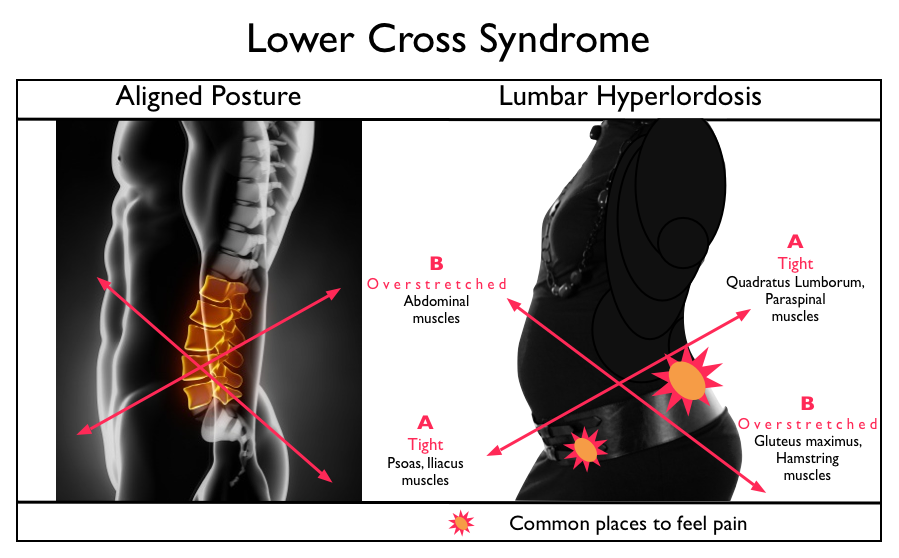 Lower Cross Syndrome
Aligned Posture
Lumbar Hyperlordosis
B
Overstretched
Abdominal
muscles
A
Tight
Quadratus Lumborum,
Paraspinal
muscles
A
Tight
Psoas, Iliacus
muscles
B
Overstretched
Gluteus maximus,
Hamstring
muscles
Common places to feel pain